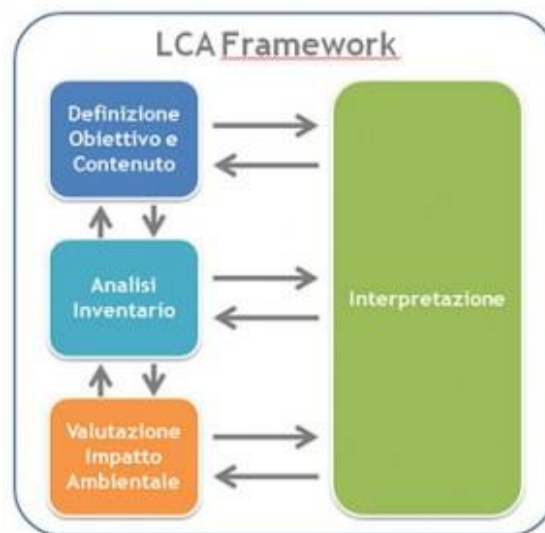 LCA Framework
Definizione
Obiettivo e
Contenuto
Analisi
Inventario
Interpretazione
Valutazione
Impatto
Ambientale